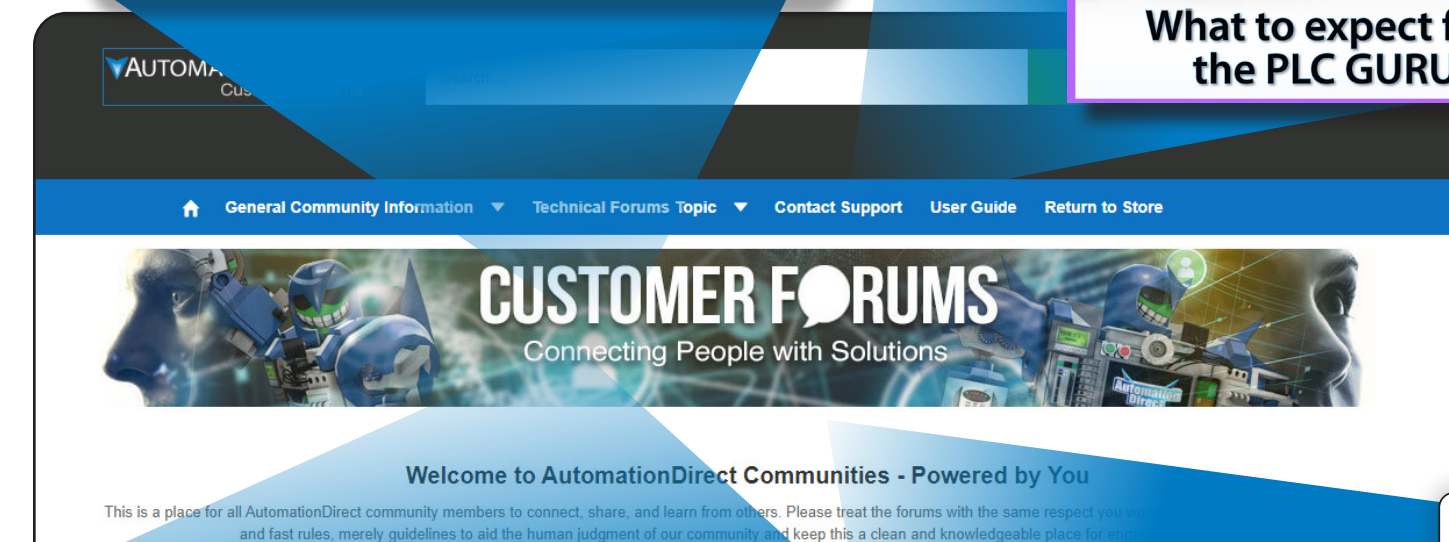 What to expect
the PLC GURU
AUTOMA
Search
General Community Information Technical Forums Topic Contact Support User Guide Return to Store
CUSTOMER FORUMS
Connecting People with Solutions
Automation
Direct
Welcome to AutomationDirect Communities - Powered by You
This is a place for all AutomationDirect community members to connect, share, and learn from others. Please treat the forums with the same respect you
and fast rules, merely guidelines to aid the human judgment of our community and keep this a clean and knowledgeable place for